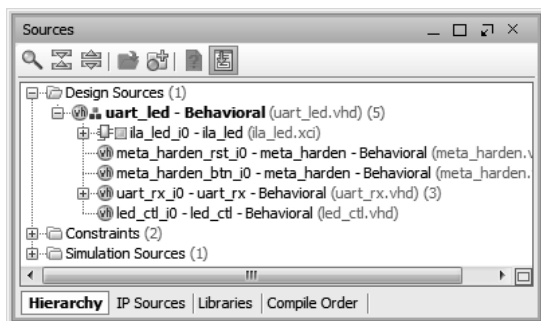 Sources
Design Sources (1)
uart_led - Behavioral (uart_led.vhd) (5)
ila_led_i0 - ila_led (ila_led.xci)
meta_harden_rst_i0 - meta_harden - Behavioral (meta_harden.v
meta_harden_btn_i0 - meta_harden - Behavioral (meta_harden.
uart_rx_i0 - uart_rx - Behavioral (uart_rx.vhd) (3)
led_ctl_i0 - led_ctl - Behavioral (led_ctl.vhd)
Constraints (2)
Simulation Sources (1)
Hierarchy IP Sources Libraries Compile Order